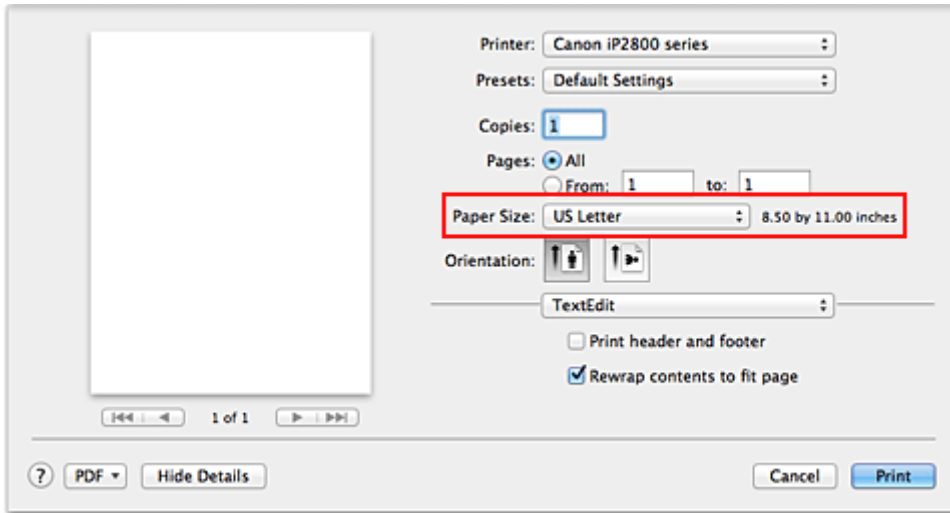 Printer: Canon iP2800 series
Presets: Default Settings
Copies: 1
Pages: All
From: 1 to: 1
Paper Size: US Letter 8.50 by 11.00 inches
Orientation:
TextEdit
Print header and footer
Rewrap contents to fit page
1 of 1
? PDF Hide Details Cancel Print